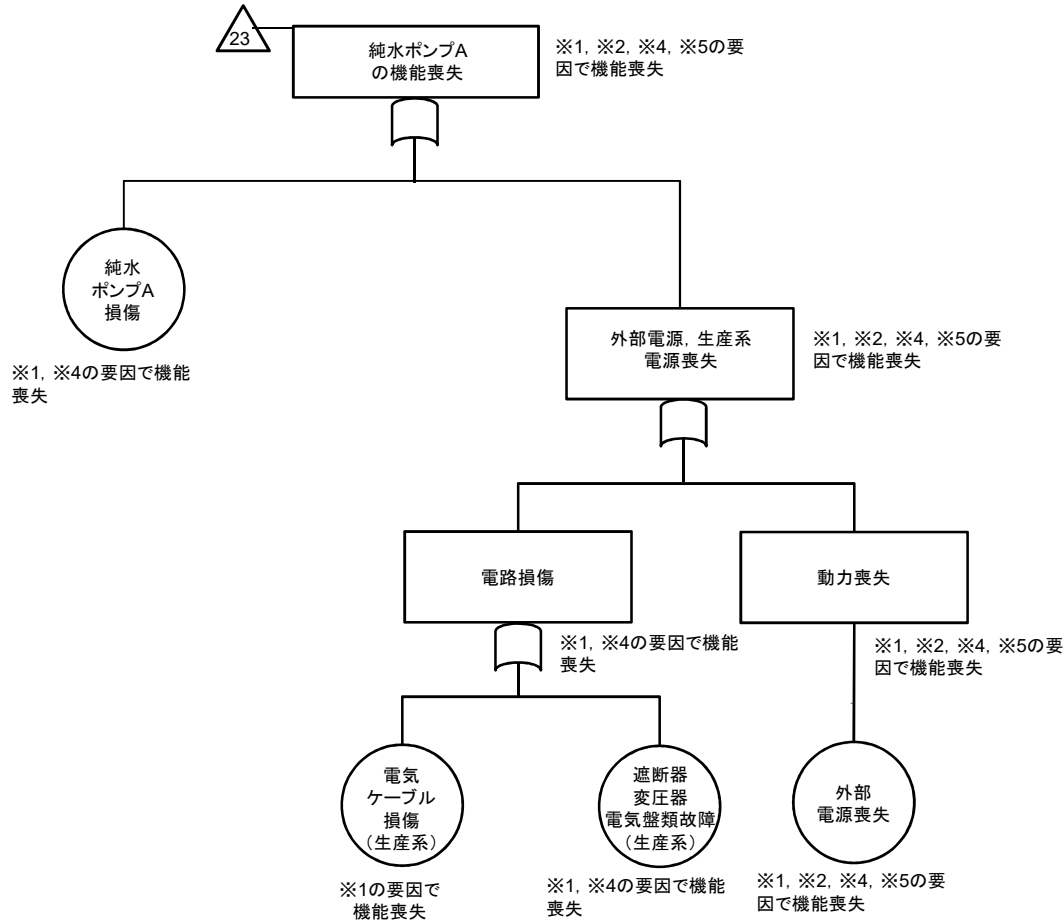 23
純水ポンプA
の機能喪失
※1, ※2, ※4, ※5の要
因で機能喪失
純水
ポンプA
損傷
※1, ※4の要因で機能
喪失
外部電源, 生産系
電源喪失
※1, ※2, ※4, ※5の要
因で機能喪失
電路損傷
※1, ※4の要因で機能
喪失
動力喪失
※1, ※2, ※4, ※5の要
因で機能喪失
電気
ケーブル
損傷
（生産系）
※1の要因で
機能喪失
遮断器
変圧器
電気盤類故障
（生産系）
※1, ※4の要因で機能
喪失
外部
電源喪失
※1, ※2, ※4, ※5の要
因で機能喪失